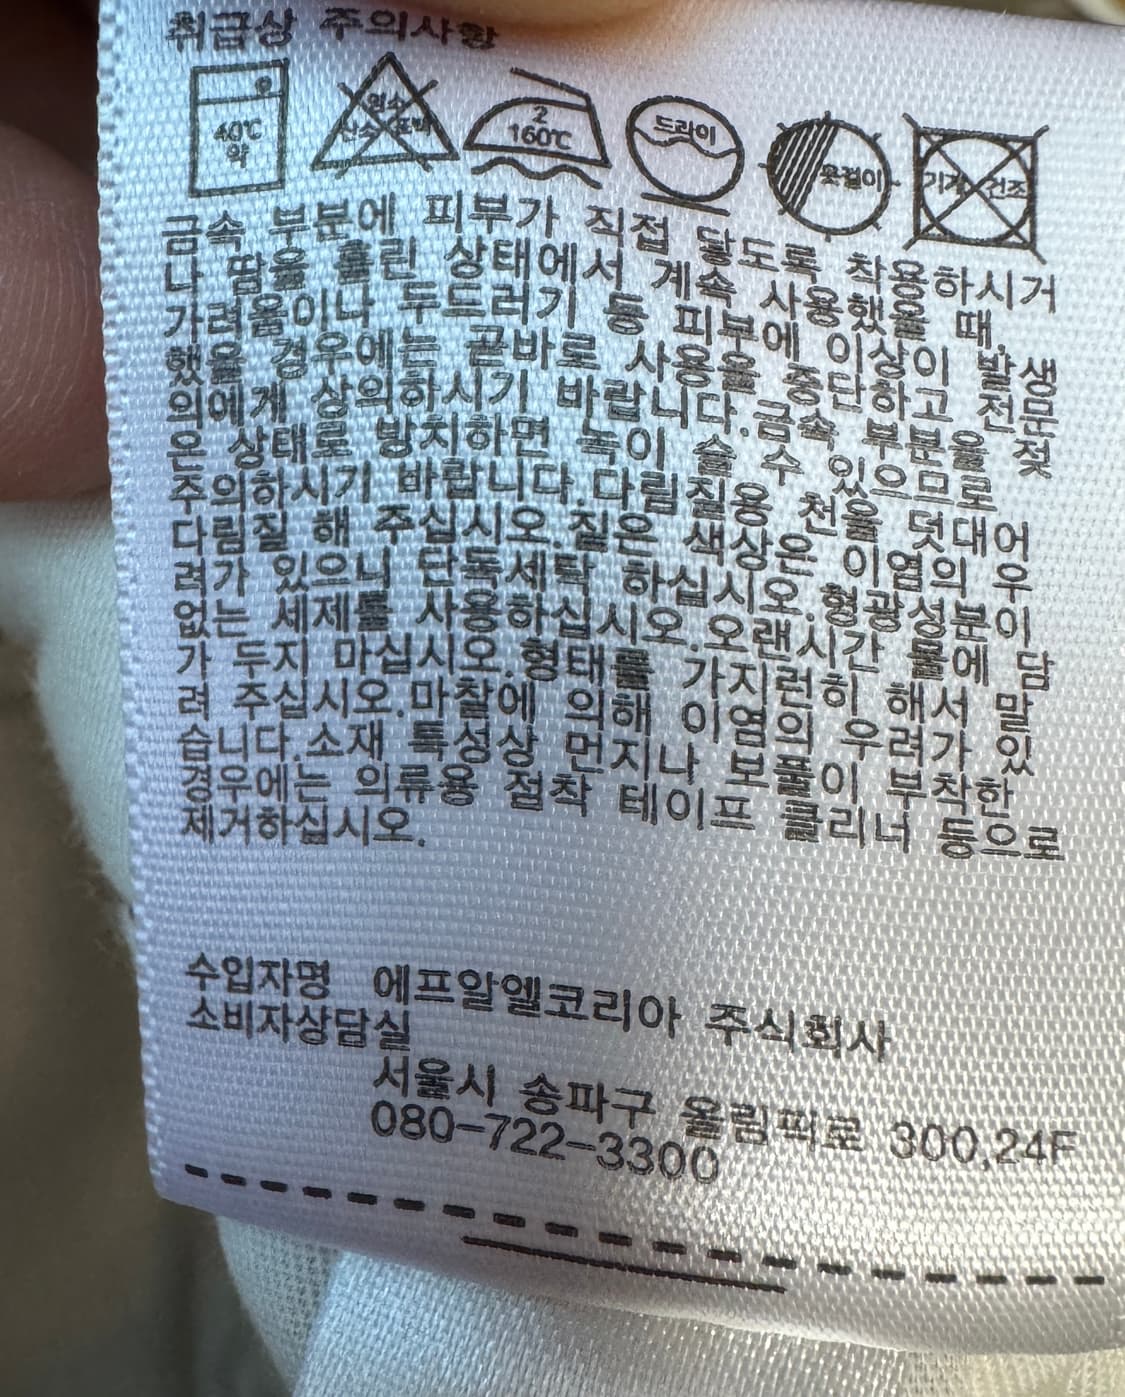 취급상 주의사항
40℃
약
염소
산소 표백
2
160℃
드라이
옷걸이
기계 건조
금속 부분에 피부가 직접 닿도록 착용하시거
나 땀을 흘린 상태에서 계속 사용했을 때,
가려움이나 두드러기 등 피부에 이상이 발생
했을 경우에는 곧바로 사용을 중단하고 전문
의에게 상의하시기 바랍니다.금속 부분을 젖
은 상태로 방치하면 녹이 슬 수 있으므로
주의하시기 바랍니다.다림질용 천을 덧대어
다림질 해 주십시오.짙은 색상은 이염의 우
려가 있으니 단독세탁 하십시오.형광성분이
없는 세제를 사용하십시오.오랜시간 물에 담
가 두지 마십시오.형태를 가지런히 해서 말
려 주십시오.마찰에 의해 이염의 우려가 있
습니다.소재 특성상 먼지나 보풀이 부착한
경우에는 의류용 접착 테이프 클리너 등으로
제거하십시오.
수입자명 에프알엘코리아 주식회사
소비자상담실
서울시 송파구 올림픽로 300,24F
080-722-3300